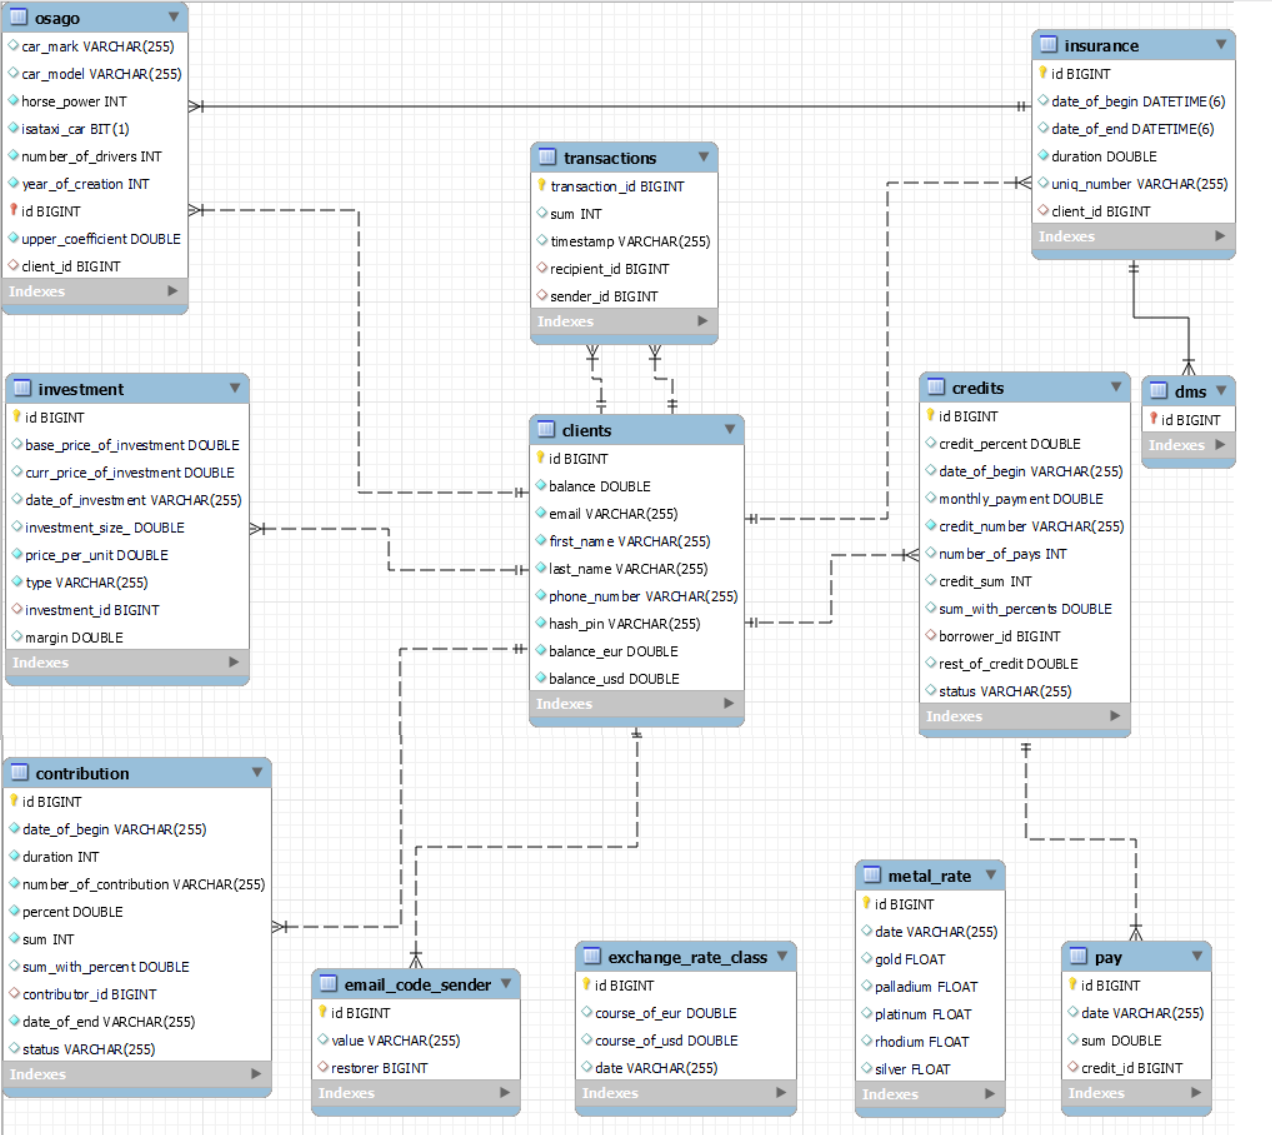 osago
car_mark VARCHAR(255)
car_model VARCHAR(255)
horse_power INT
isataxi_car BIT(1)
number_of_drivers INT
year_of_creation INT
id BIGINT
upper_coefficient DOUBLE
client_id BIGINT
Indexes
insurance
id BIGINT
date_of_begin DATETIME(6)
date_of_end DATETIME(6)
duration DOUBLE
uniq_number VARCHAR(255)
client_id BIGINT
Indexes
transactions
transaction_id BIGINT
sum INT
timestamp VARCHAR(255)
recipient_id BIGINT
sender_id BIGINT
Indexes
investment
id BIGINT
base_price_of_investment DOUBLE
curr_price_of_investment DOUBLE
date_of_investment VARCHAR(255)
investment_size_ DOUBLE
price_per_unit DOUBLE
type VARCHAR(255)
investment_id BIGINT
margin DOUBLE
Indexes
clients
id BIGINT
balance DOUBLE
email VARCHAR(255)
first_name VARCHAR(255)
last_name VARCHAR(255)
phone_number VARCHAR(255)
hash_pin VARCHAR(255)
balance_eur DOUBLE
balance_usd DOUBLE
Indexes
credits
id BIGINT
credit_percent DOUBLE
date_of_begin VARCHAR(255)
monthly_payment DOUBLE
credit_number VARCHAR(255)
number_of_pays INT
credit_sum INT
sum_with_percents DOUBLE
borrower_id BIGINT
rest_of_credit DOUBLE
status VARCHAR(255)
Indexes
dms
id BIGINT
Indexes
contribution
id BIGINT
date_of_begin VARCHAR(255)
duration INT
number_of_contribution VARCHAR(255)
percent DOUBLE
sum INT
sum_with_percent DOUBLE
contributor_id BIGINT
date_of_end VARCHAR(255)
status VARCHAR(255)
Indexes
email_code_sender
id BIGINT
value VARCHAR(255)
restorer BIGINT
Indexes
exchange_rate_class
id BIGINT
course_of_eur DOUBLE
course_of_usd DOUBLE
date VARCHAR(255)
Indexes
metal_rate
id BIGINT
date VARCHAR(255)
gold FLOAT
palladium FLOAT
platinum FLOAT
rhodium FLOAT
silver FLOAT
Indexes
pay
id BIGINT
date VARCHAR(255)
sum DOUBLE
credit_id BIGINT
Indexes